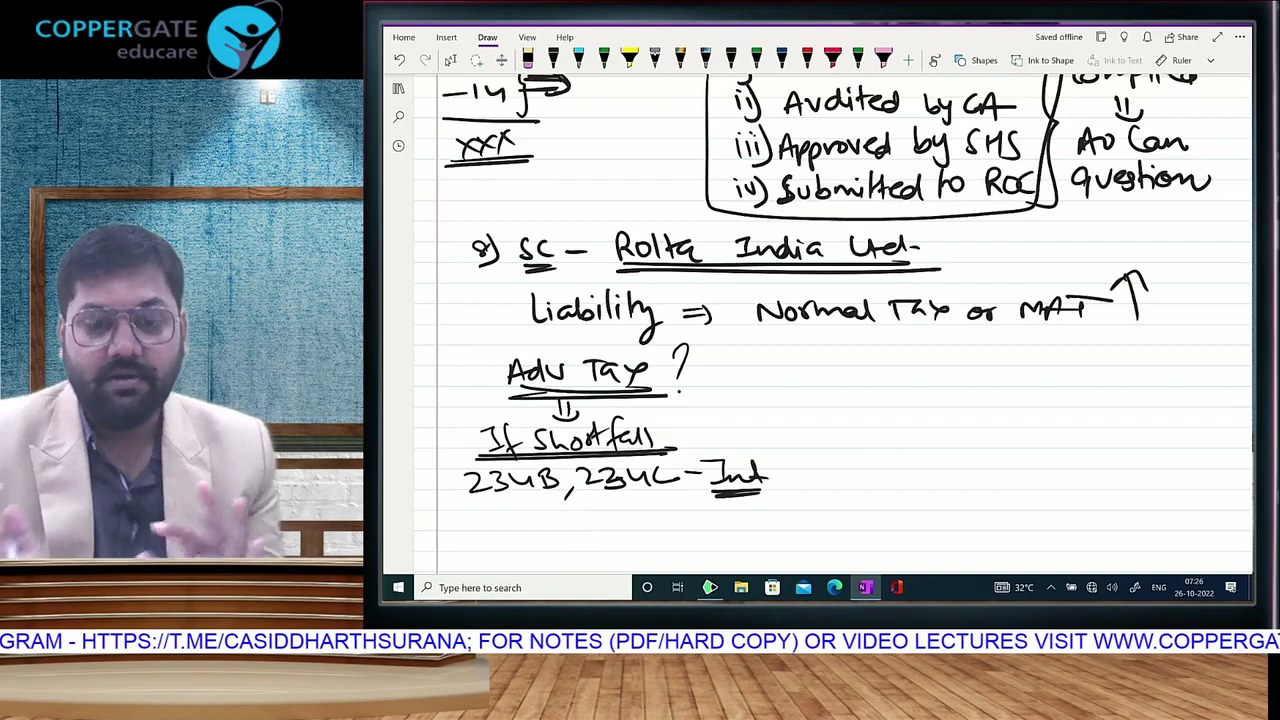 COPPERGATE
educare
Home Insert Draw View Help
Saved offline
Share
Shapes
Ink to Shape
Ink to Text
Ruler
-14
XXX
ii) Audited by CA
iii) Approved by SHS
iv) Submitted to ROC
AO Can
question
8) SC - Rolta India Ltd.
Liability ⇒ Normal Tax or MAT ↑
Adv Tax ?
If Shortfall
234B, 234C - Int
Type here to search
32°C
ENG
07:26
26-10-2022
GRAM - HTTPS://T.ME/CASIDDHARTHSURANA; FOR NOTES (PDF/HARD COPY) OR VIDEO LECTURES VISIT WWW.COPPERGA